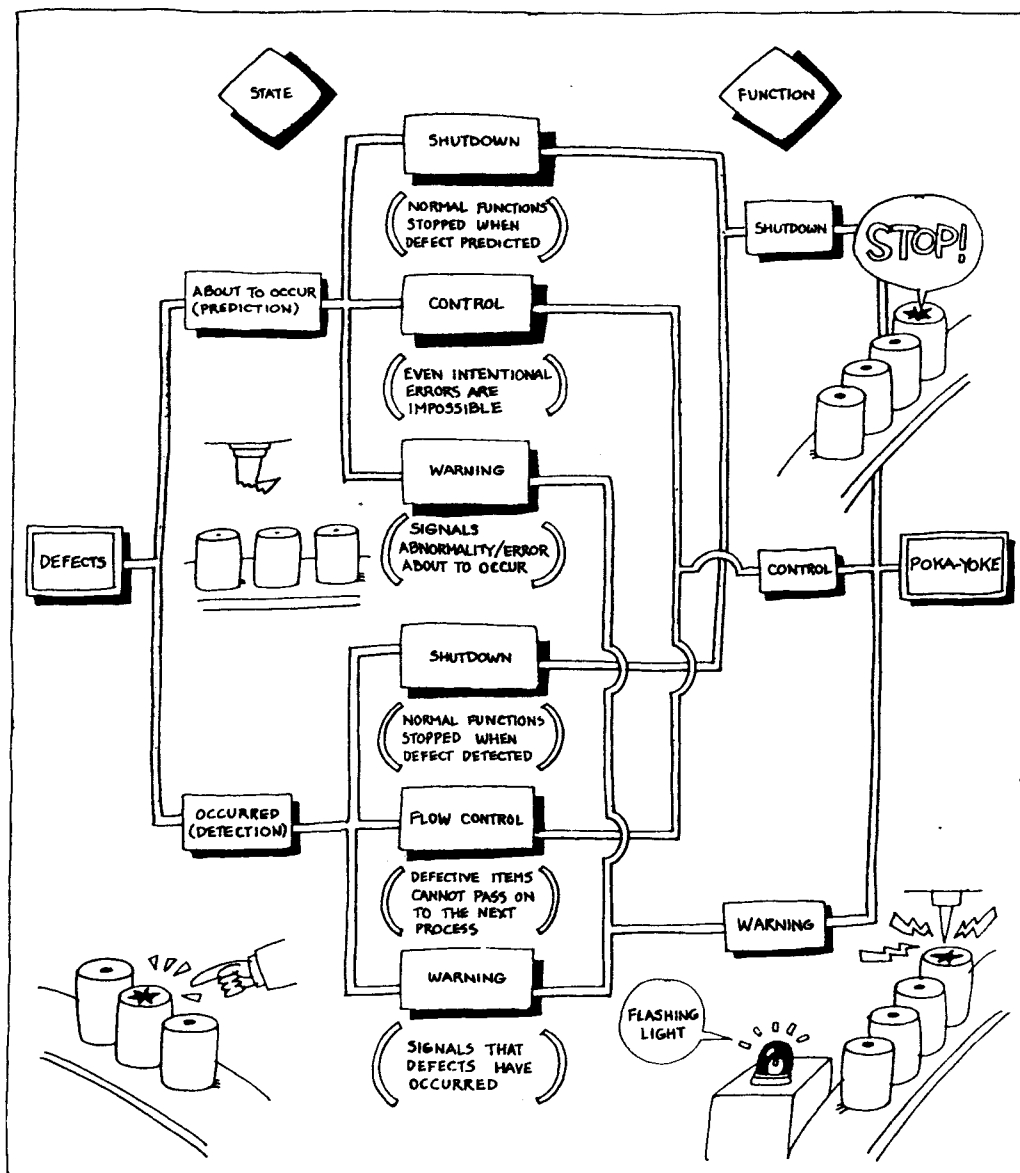 STATE
FUNCTION
SHUTDOWN
(NORMAL FUNCTIONS
STOPPED WHEN
DEFECT PREDICTED)
SHUTDOWN
STOP!
ABOUT TO OCCUR
(PREDICTION)
CONTROL
(EVEN INTENTIONAL
ERRORS ARE
IMPOSSIBLE)
WARNING
(SIGNALS
ABNORMALITY/ERROR
ABOUT TO OCCUR)
DEFECTS
CONTROL
POKA-YOKE
SHUTDOWN
(NORMAL FUNCTIONS
STOPPED WHEN
DEFECT DETECTED)
OCCURRED
(DETECTION)
FLOW CONTROL
(DEFECTIVE ITEMS
CANNOT PASS ON
TO THE NEXT
PROCESS)
WARNING
WARNING
(SIGNALS THAT
DEFECTS HAVE
OCCURRED)
FLASHING
LIGHT